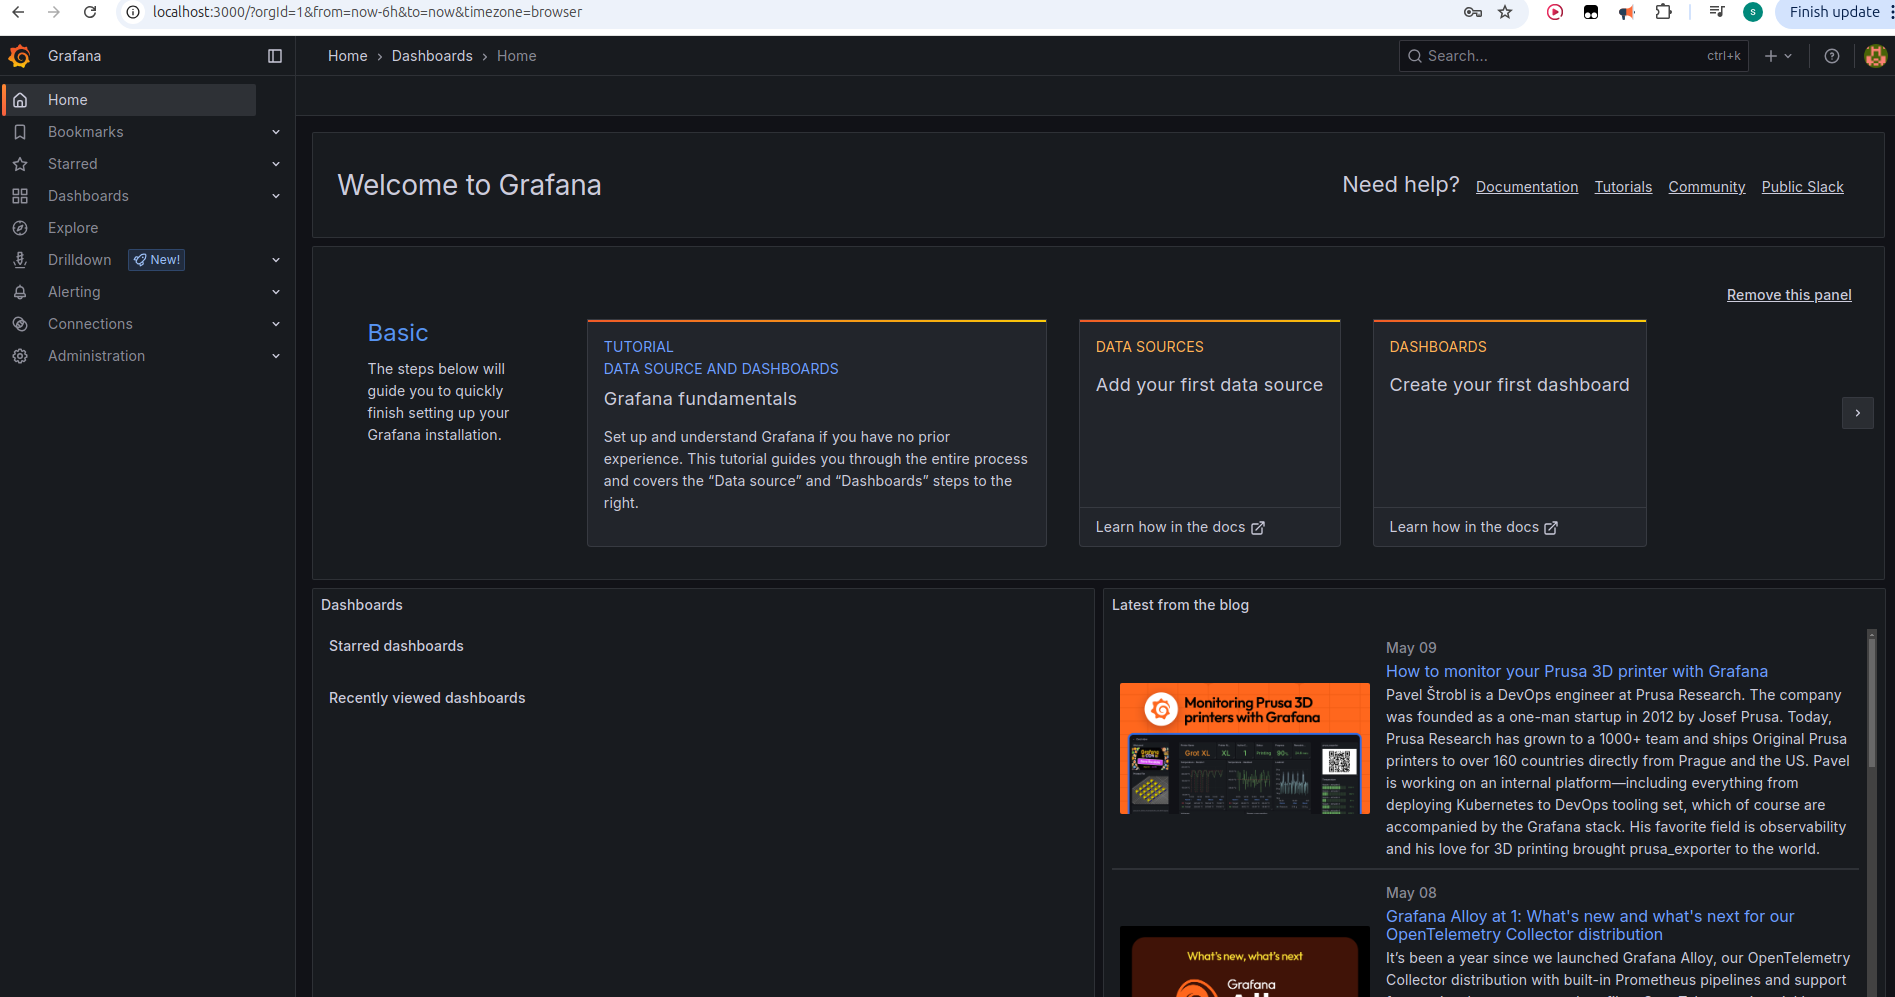 localhost:3000/?orgId=1&from=now-6h&to=now&timezone=browser
S
Finish update
Grafana
Home › Dashboards › Home
Search...
ctrl+k
Home
Bookmarks
Starred
Dashboards
Explore
Drilldown New!
Alerting
Connections
Administration
Welcome to Grafana
Need help? Documentation Tutorials Community Public Slack
Remove this panel
Basic
The steps below will
guide you to quickly
finish setting up your
Grafana installation.
TUTORIAL
DATA SOURCE AND DASHBOARDS
Grafana fundamentals
Set up and understand Grafana if you have no prior
experience. This tutorial guides you through the entire process
and covers the “Data source” and “Dashboards” steps to the
right.
DATA SOURCES
Add your first data source
Learn how in the docs
DASHBOARDS
Create your first dashboard
Learn how in the docs
Dashboards
Starred dashboards
Recently viewed dashboards
Latest from the blog
Monitoring Prusa 3D
printers with Grafana
May 09
How to monitor your Prusa 3D printer with Grafana
Pavel Štrobl is a DevOps engineer at Prusa Research. The company
was founded as a one-man startup in 2012 by Josef Prusa. Today,
Prusa Research has grown to a 1000+ team and ships Original Prusa
printers to over 160 countries directly from Prague and the US. Pavel
is working on an internal platform—including everything from
deploying Kubernetes to DevOps tooling set, which of course are
accompanied by the Grafana stack. His favorite field is observability
and his love for 3D printing brought prusa_exporter to the world.
What's new, what's next
Grafana
May 08
Grafana Alloy at 1: What's new and what's next for our
OpenTelemetry Collector distribution
It’s been a year since we launched Grafana Alloy, our OpenTelemetry
Collector distribution with built-in Prometheus pipelines and support